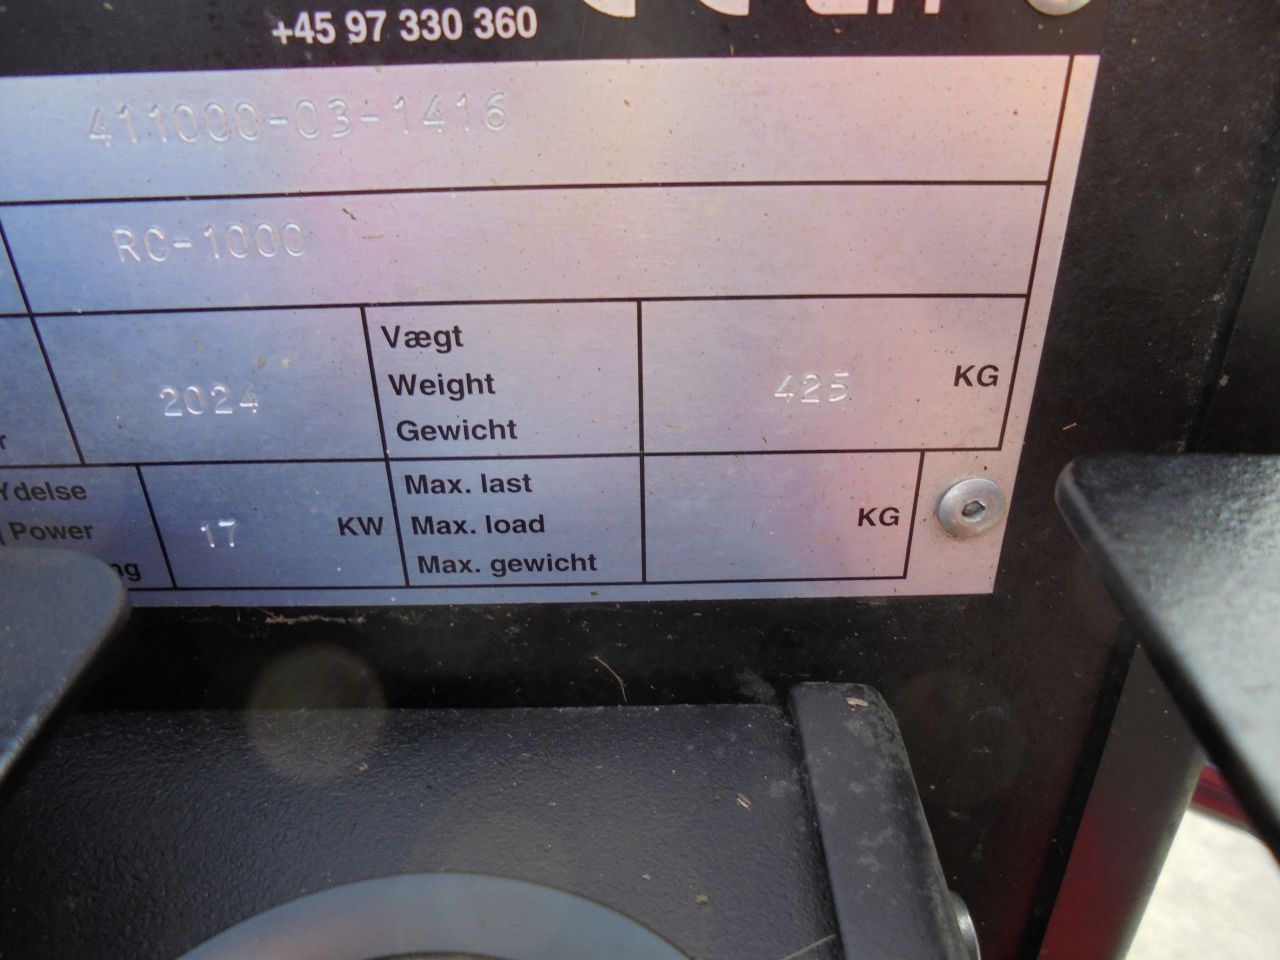 +45 97 330 360
411000-03-1416
RC-1000
2024
Vægt
Weight
Gewicht
425 KG
Ydelse
Power
17 KW
Max. last
Max. load
Max. gewicht
KG